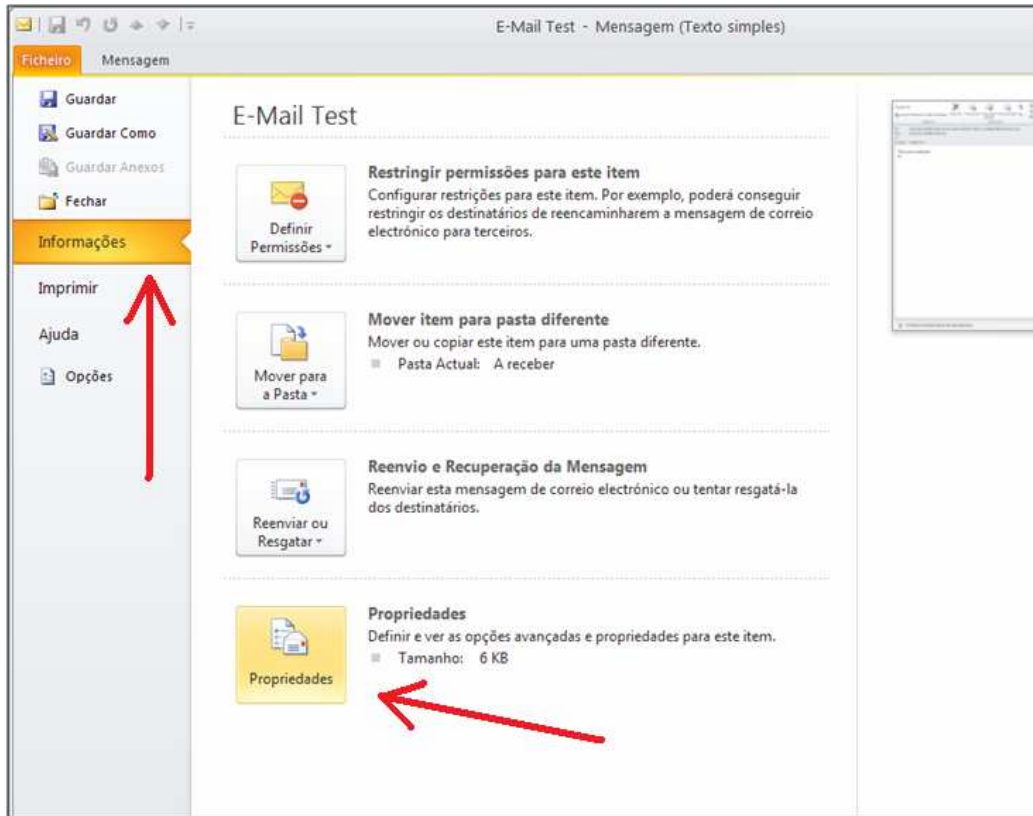 E-Mail Test - Mensagem (Texto simples)
Ficheiro Mensagem
Guardar
Guardar Como
Guardar Anexos
Fechar
Informações
Imprimir
Ajuda
Opções
E-Mail Test
Definir
Permissões
Restringir permissões para este item
Configurar restrições para este item. Por exemplo, poderá conseguir
restringir os destinatários de reencaminharem a mensagem de correio
electrónico para terceiros.
Mover para
a Pasta
Mover item para pasta diferente
Mover ou copiar este item para uma pasta diferente.
Pasta Actual: A receber
Reenviar ou
Resgatar
Reenvio e Recuperação da Mensagem
Reenviar esta mensagem de correio electrónico ou tentar resgatá-la
dos destinatários.
Propriedades
Propriedades
Definir e ver as opções avançadas e propriedades para este item.
Tamanho: 6 KB